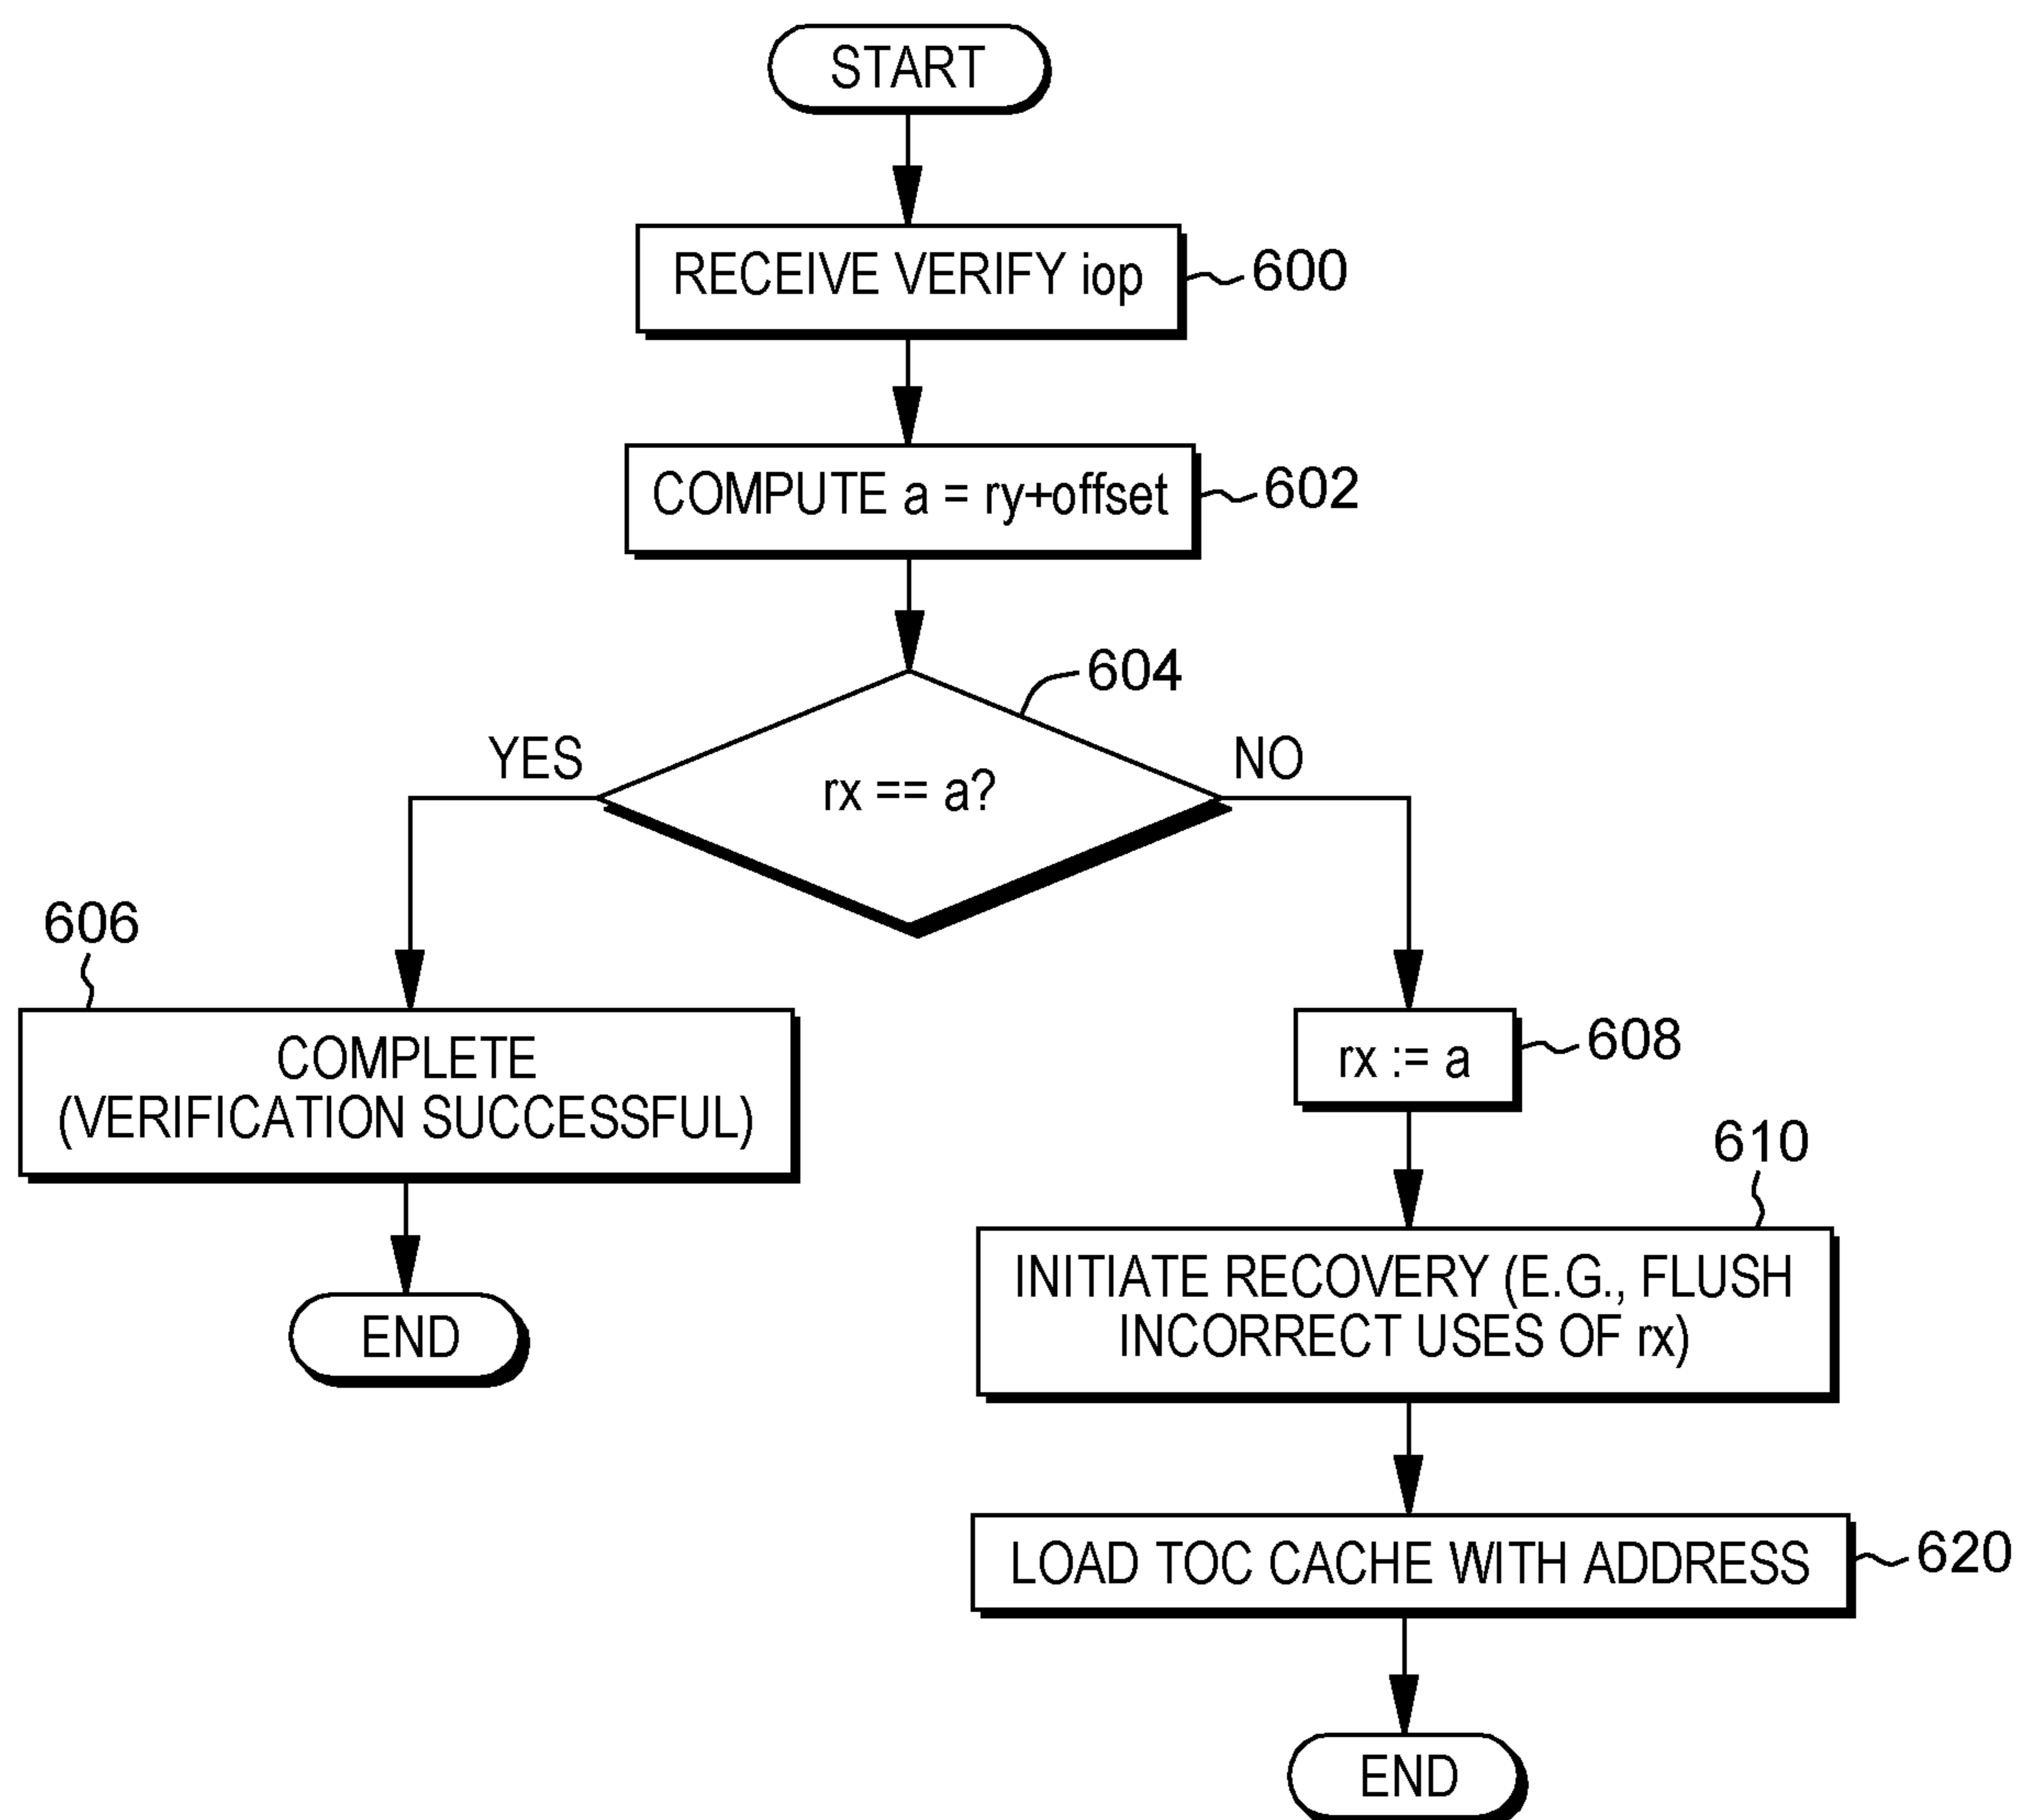 START
RECEIVE VERIFY iop
600
COMPUTE a = ry+offset
602
604
YES
rx == a?
NO
606
COMPLETE
(VERIFICATION SUCCESSFUL)
END
rx := a
608
610
INITIATE RECOVERY (E.G., FLUSH
INCORRECT USES OF rx)
LOAD TOC CACHE WITH ADDRESS
620
END